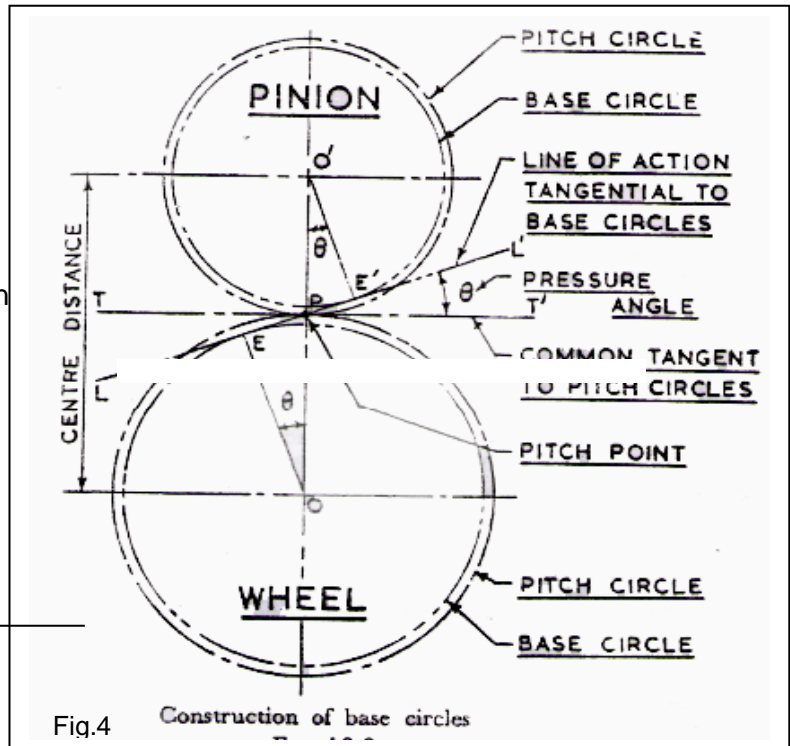 PITCH CIRCLE
PINION
BASE CIRCLE
O'
LINE OF ACTION
TANGENTIAL TO
BASE CIRCLES
L'
θ
E'
θ
PRESSURE
ANGLE
T
P
T'
n
CENTRE DISTANCE
E
COMMON TANGENT
TO PITCH CIRCLES
L
θ
PITCH POINT
O
PITCH CIRCLE
WHEEL
BASE CIRCLE
Fig.4
Construction of base circles